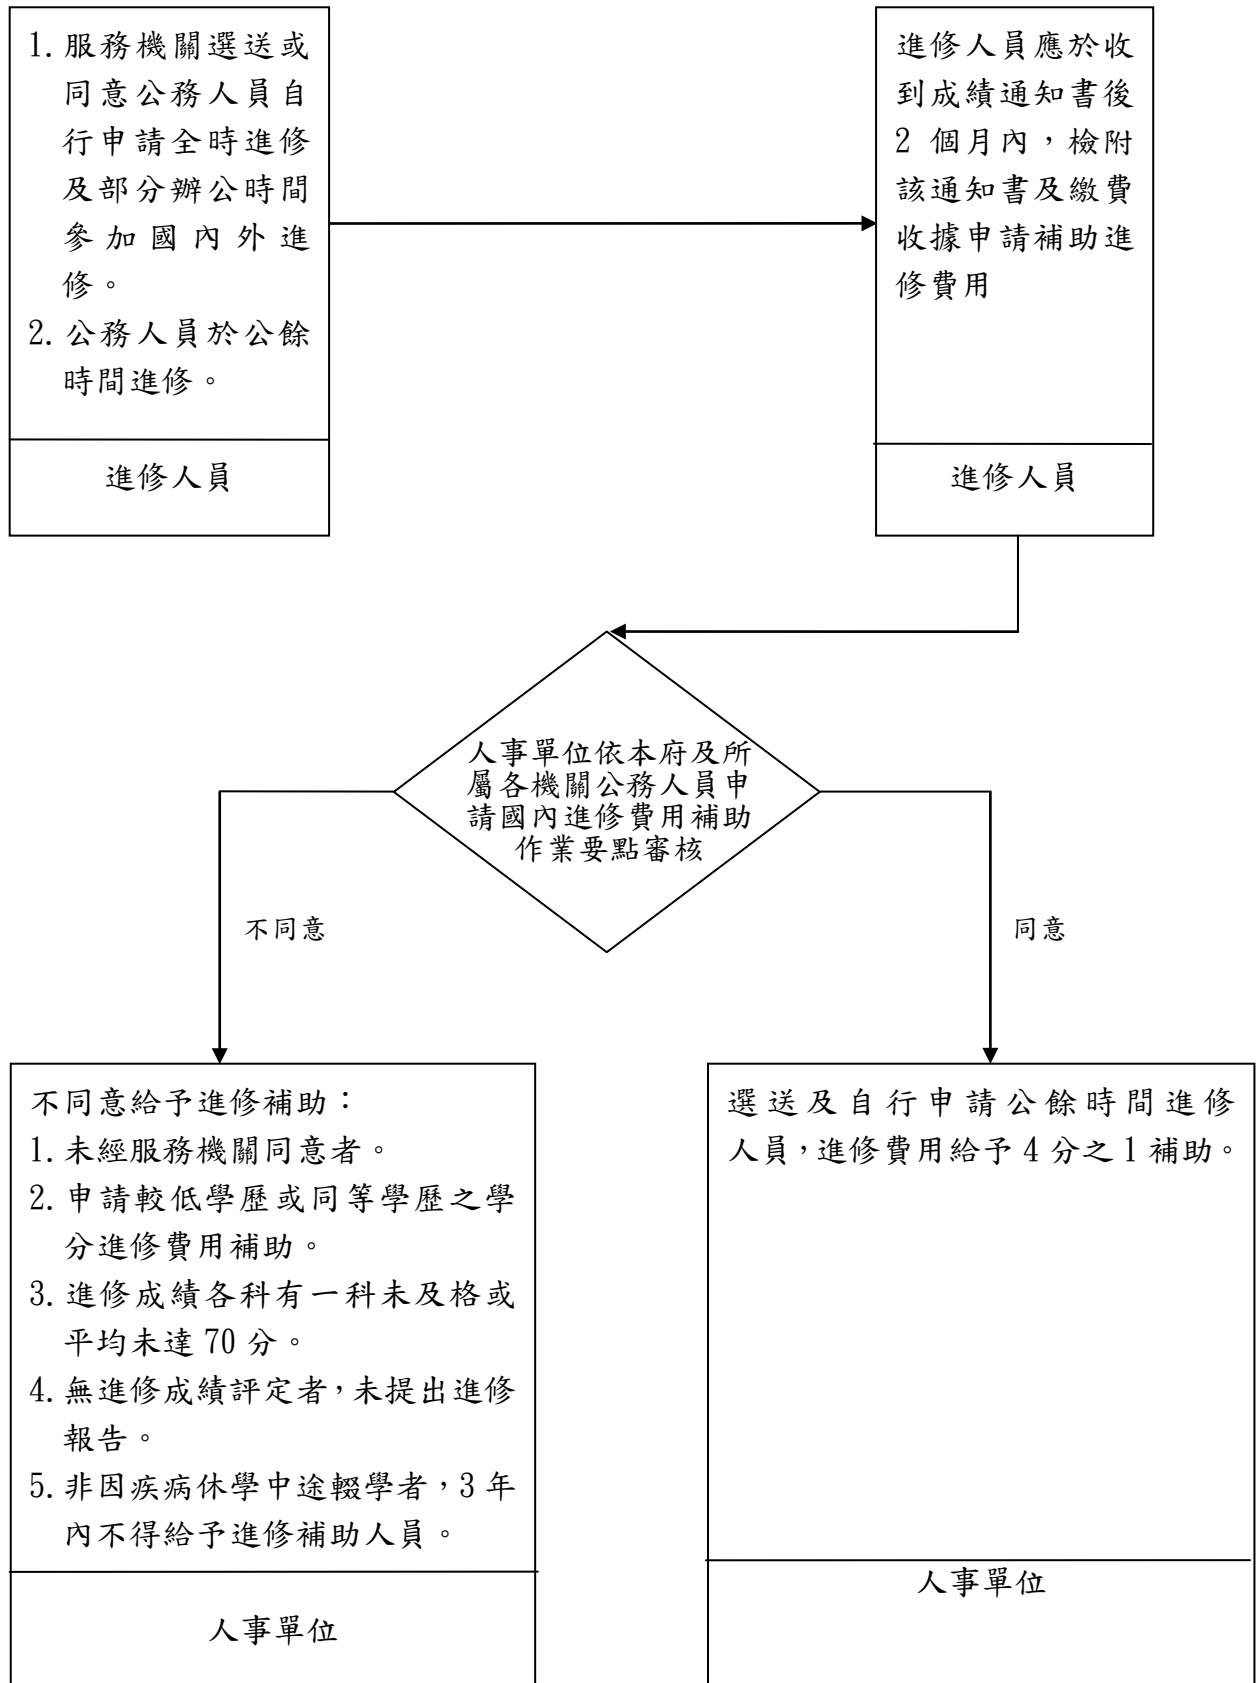 1.服務機關選送或
同意公務人員自
行申請全時進修
及部分辦公時間
參加國內外進
修。
2.公務人員於公餘
時間進修。
進修人員
進修人員應於收
到成績通知書後
2 個月內，檢附
該通知書及繳費
收據申請補助進
修費用
進修人員
人事單位依本府及所
屬各機關公務人員申
請國內進修費用補助
作業要點審核
不同意
同意
不同意給予進修補助：
1.未經服務機關同意者。
2.申請較低學歷或同等學歷之學
分進修費用補助。
3.進修成績各科有一科未及格或
平均未達 70 分。
4.無進修成績評定者，未提出進修
報告。
5.非因疾病休學中途輟學者，3 年
內不得給予進修補助人員。
人事單位
選送及自行申請公餘時間進修
人員，進修費用給予 4 分之 1 補助。
人事單位